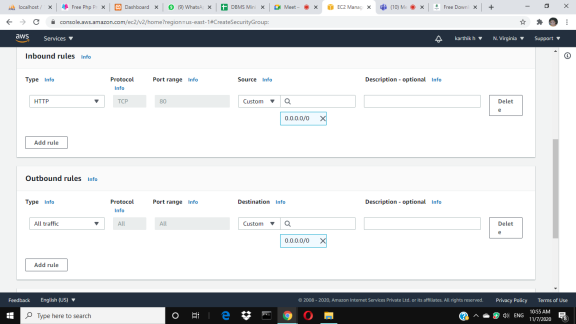 localhost
Free Php F
Dashboard
(9) WhatsA
DBMS Mini
Meet -
EC2 Manag
Free Down
console.aws.amazon.com/ec2/v2/home?region=us-east-1#CreateSecurityGroup:
aws Services karthik h N. Virginia Support
Inbound rules Info
Type Info Protocol Info Port range Info Source Info Description - optional Info
HTTP TCP 80 Custom Delete
0.0.0.0/0
Add rule
Outbound rules Info
Type Info Protocol Info Port range Info Destination Info Description - optional Info
All traffic All All Custom Delete
0.0.0.0/0
Add rule
Feedback English (US) © 2008 - 2020, Amazon Internet Services Private Ltd. or its affiliates. All rights reserved. Privacy Policy Terms of Use
Type here to search ENG 10:55 AM
11/7/2020